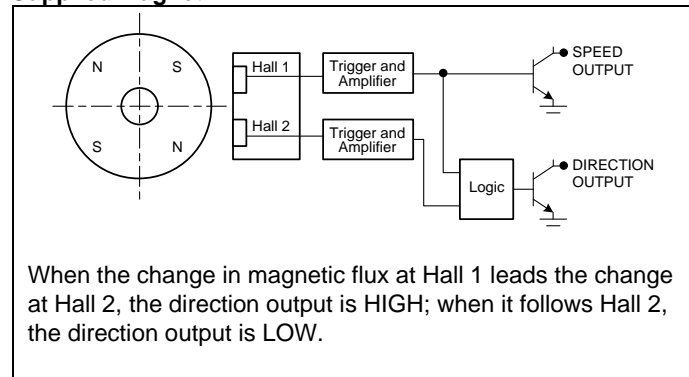 N
S
S
N
Hall 1
Hall 2
Trigger and
Amplifier
Trigger and
Amplifier
Logic
SPEED
OUTPUT
DIRECTION
OUTPUT
When the change in magnetic flux at Hall 1 leads the change
at Hall 2, the direction output is HIGH; when it follows Hall 2,
the direction output is LOW.